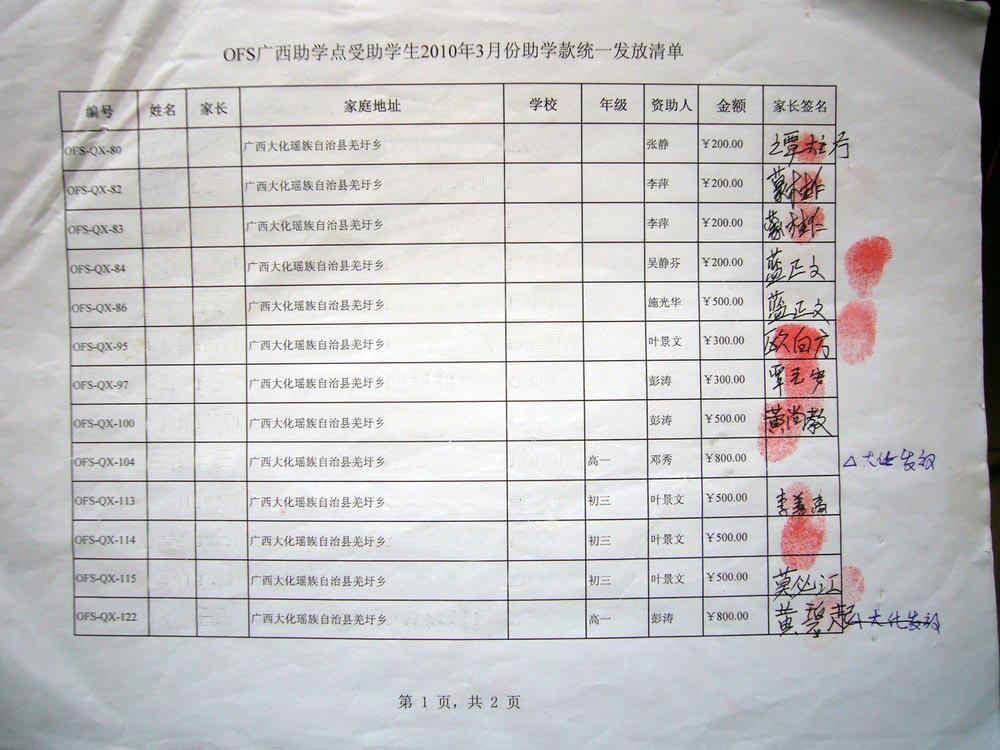 OFS广西助学点受助学生2010年3月份助学款统一发放清单
编号 姓名 家长 家庭地址 学校 年级 资助人 金额 家长签名
OFS-QX-80 广西大化瑶族自治县羌圩乡 张静 ¥200.00
OFS-QX-82 广西大化瑶族自治县羌圩乡 李萍 ¥200.00
OFS-QX-83 广西大化瑶族自治县羌圩乡 李萍 ¥200.00
OFS-QX-84 广西大化瑶族自治县羌圩乡 吴静芬 ¥200.00 蓝正文
OFS-QX-86 广西大化瑶族自治县羌圩乡 施光华 ¥500.00 蓝正文
OFS-QX-95 广西大化瑶族自治县羌圩乡 叶景文 ¥300.00
OFS-QX-97 广西大化瑶族自治县羌圩乡 彭涛 ¥300.00
OFS-QX-100 广西大化瑶族自治县羌圩乡 彭涛 ¥500.00 黄尚教
OFS-QX-104 广西大化瑶族自治县羌圩乡 高一 邓秀 ¥800.00 △大化发放
OFS-QX-113 广西大化瑶族自治县羌圩乡 初三 叶景文 ¥500.00
OFS-QX-114 广西大化瑶族自治县羌圩乡 初三 叶景文 ¥500.00
OFS-QX-115 广西大化瑶族自治县羌圩乡 初三 叶景文 ¥500.00
OFS-QX-122 广西大化瑶族自治县羌圩乡 高一 彭涛 ¥800.00 △大化发放
第 1 页，共 2 页